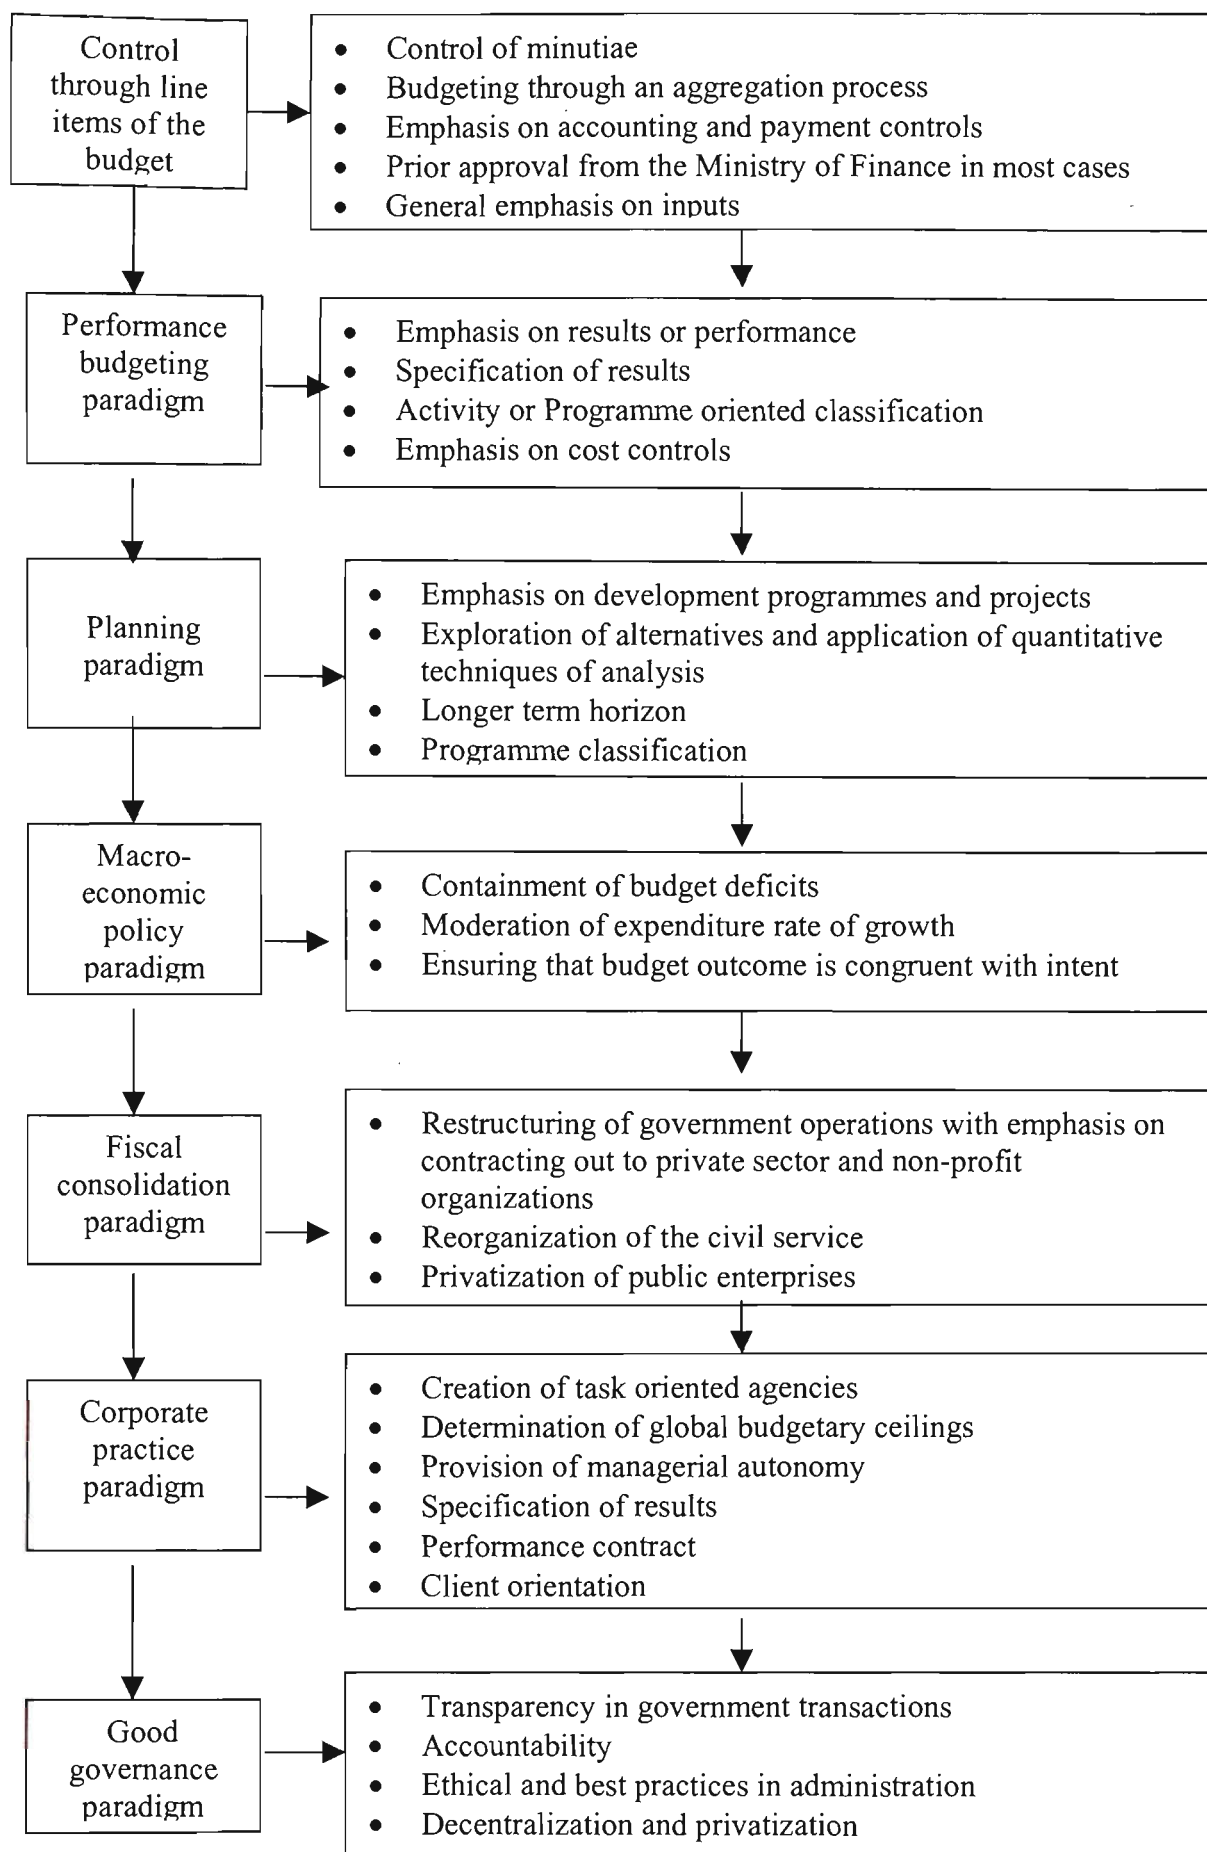 Control
through line
items of the
budget
• Control of minutiae
• Budgeting through an aggregation process
• Emphasis on accounting and payment controls
• Prior approval from the Ministry of Finance in most cases
• General emphasis on inputs
Performance
budgeting
paradigm
• Emphasis on results or performance
• Specification of results
• Activity or Programme oriented classification
• Emphasis on cost controls
Planning
paradigm
• Emphasis on development programmes and projects
• Exploration of alternatives and application of quantitative
techniques of analysis
• Longer term horizon
• Programme classification
Macro-
economic
policy
paradigm
• Containment of budget deficits
• Moderation of expenditure rate of growth
• Ensuring that budget outcome is congruent with intent
Fiscal
consolidation
paradigm
• Restructuring of government operations with emphasis on
contracting out to private sector and non-profit
organizations
• Reorganization of the civil service
• Privatization of public enterprises
Corporate
practice
paradigm
• Creation of task oriented agencies
• Determination of global budgetary ceilings
• Provision of managerial autonomy
• Specification of results
• Performance contract
• Client orientation
Good
governance
paradigm
• Transparency in government transactions
• Accountability
• Ethical and best practices in administration
• Decentralization and privatization